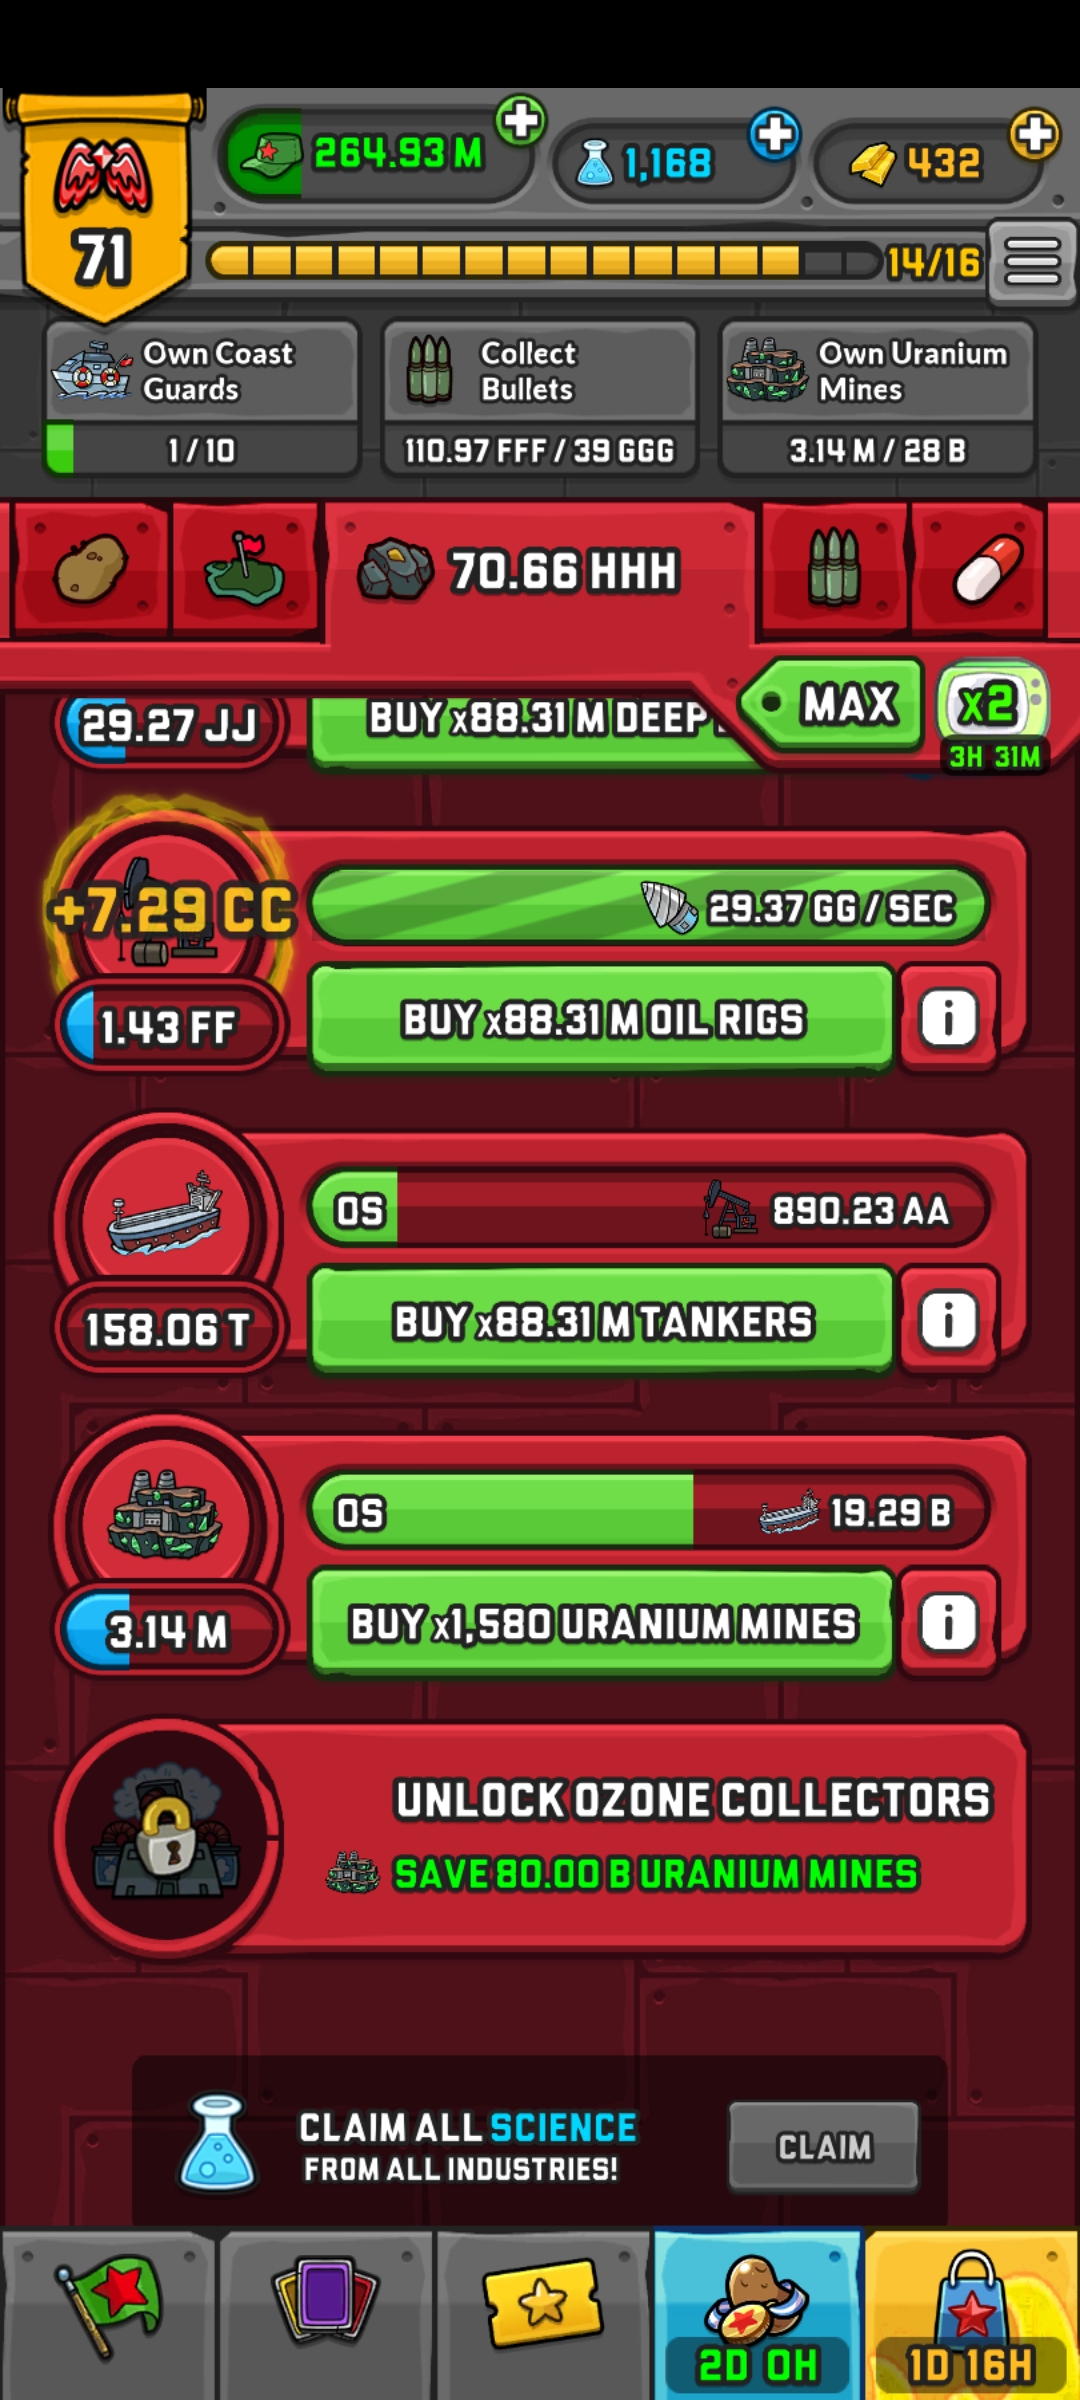 264.93 M
1,168
432
71
14/16
Own Coast
Guards
1 / 10
Collect
Bullets
110.97 FFF / 39 GGG
Own Uranium
Mines
3.14 M / 28 B
70.66 HHH
MAX
x2
3H 31M
29.27 JJ
BUY x88.31 M DEEP
+7.29 CC
29.37 GG / SEC
1.43 FF
BUY x88.31 M OIL RIGS
i
0S
890.23 AA
158.06 T
BUY x88.31 M TANKERS
i
0S
19.29 B
3.14 M
BUY x1,580 URANIUM MINES
i
UNLOCK OZONE COLLECTORS
SAVE 80.00 B URANIUM MINES
CLAIM ALL SCIENCE
FROM ALL INDUSTRIES!
CLAIM
2D 0H
1D 16H